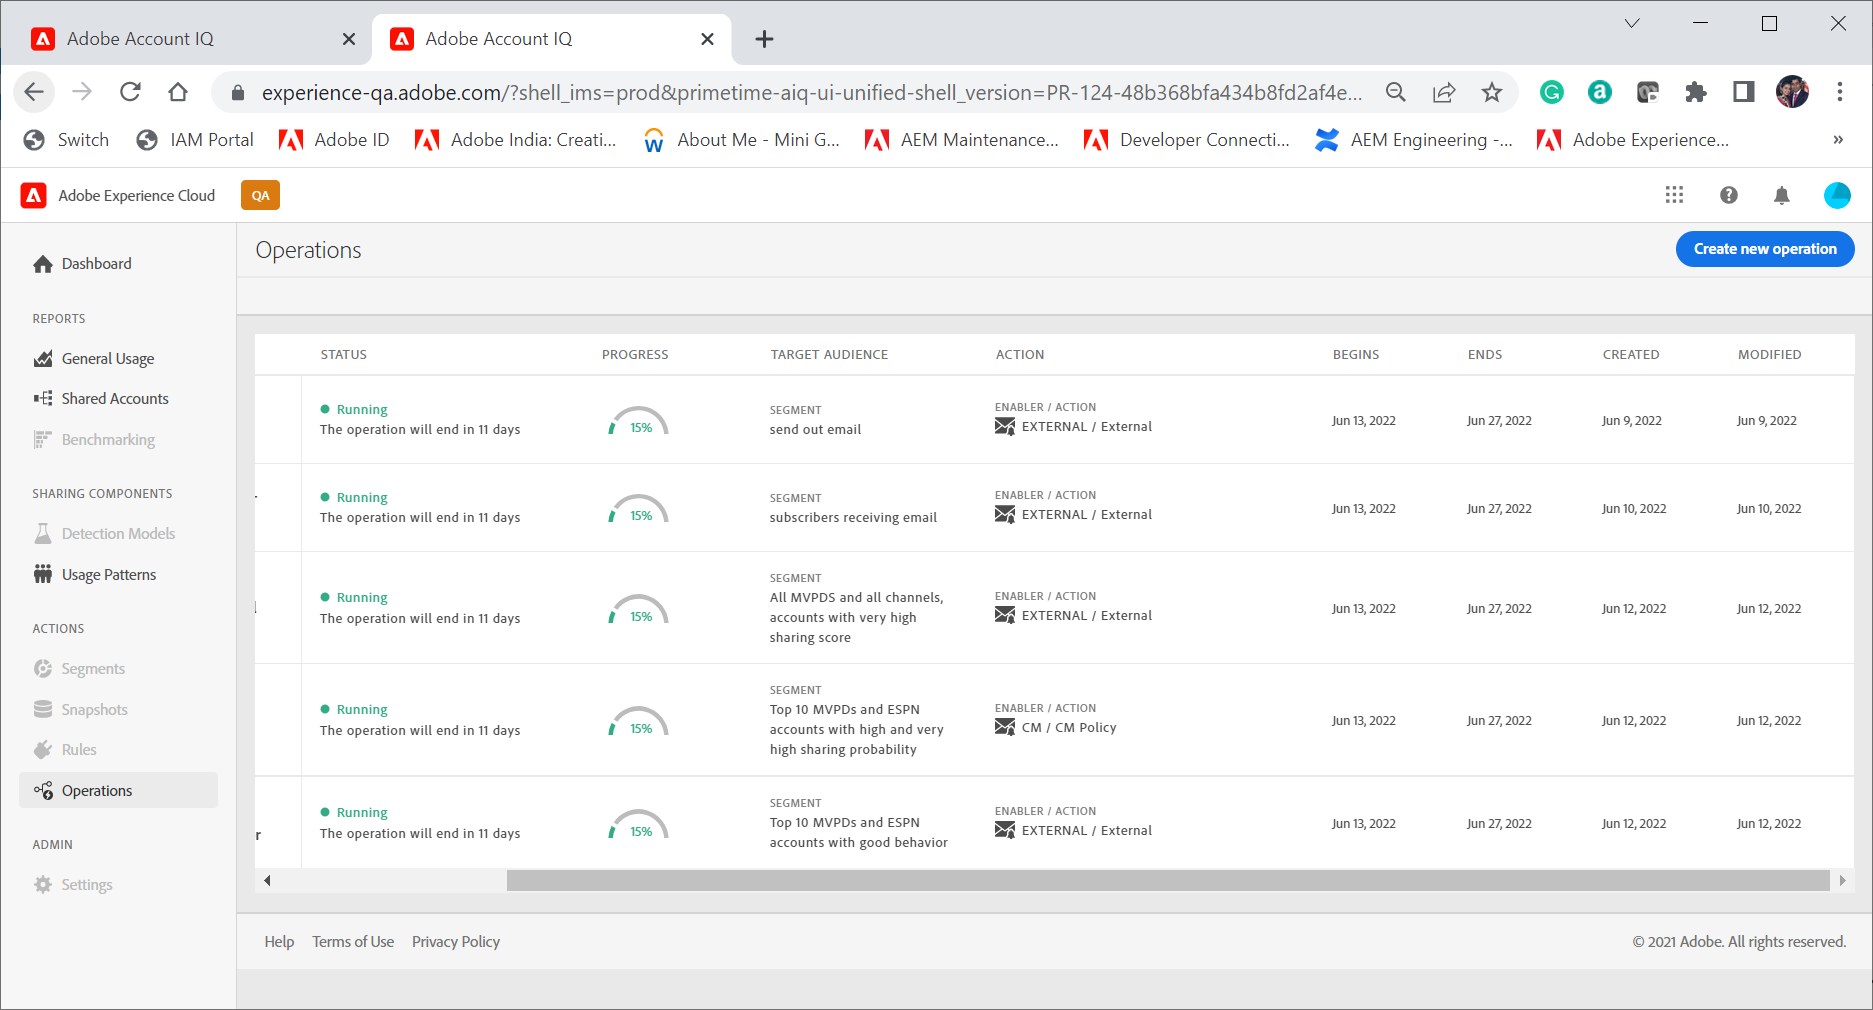 Adobe Account IQ
Adobe Account IQ
experience-qa.adobe.com/?shell_ims=prod&primetime-aiq-ui-unified-shell_version=PR-124-48b368bfa434b8fd2af4e...
Switch IAM Portal Adobe ID Adobe India: Creati... About Me - Mini G... AEM Maintenance... Developer Connecti... AEM Engineering -... Adobe Experience... »
Adobe Experience Cloud QA
Dashboard
REPORTS
General Usage
Shared Accounts
Benchmarking
SHARING COMPONENTS
Detection Models
Usage Patterns
ACTIONS
Segments
Snapshots
Rules
Operations
ADMIN
Settings
Operations
Create new operation
STATUS PROGRESS TARGET AUDIENCE ACTION BEGINS ENDS CREATED MODIFIED
Running
The operation will end in 11 days
15%
SEGMENT
send out email
ENABLER / ACTION
EXTERNAL / External
Jun 13, 2022 Jun 27, 2022 Jun 9, 2022 Jun 9, 2022
Running
The operation will end in 11 days
15%
SEGMENT
subscribers receiving email
ENABLER / ACTION
EXTERNAL / External
Jun 13, 2022 Jun 27, 2022 Jun 10, 2022 Jun 10, 2022
Running
The operation will end in 11 days
15%
SEGMENT
All MVPDS and all channels,
accounts with very high
sharing score
ENABLER / ACTION
EXTERNAL / External
Jun 13, 2022 Jun 27, 2022 Jun 12, 2022 Jun 12, 2022
Running
The operation will end in 11 days
15%
SEGMENT
Top 10 MVPDs and ESPN
accounts with high and very
high sharing probability
ENABLER / ACTION
CM / CM Policy
Jun 13, 2022 Jun 27, 2022 Jun 12, 2022 Jun 12, 2022
r
Running
The operation will end in 11 days
15%
SEGMENT
Top 10 MVPDs and ESPN
accounts with good behavior
ENABLER / ACTION
EXTERNAL / External
Jun 13, 2022 Jun 27, 2022 Jun 12, 2022 Jun 12, 2022
Help Terms of Use Privacy Policy
© 2021 Adobe. All rights reserved.